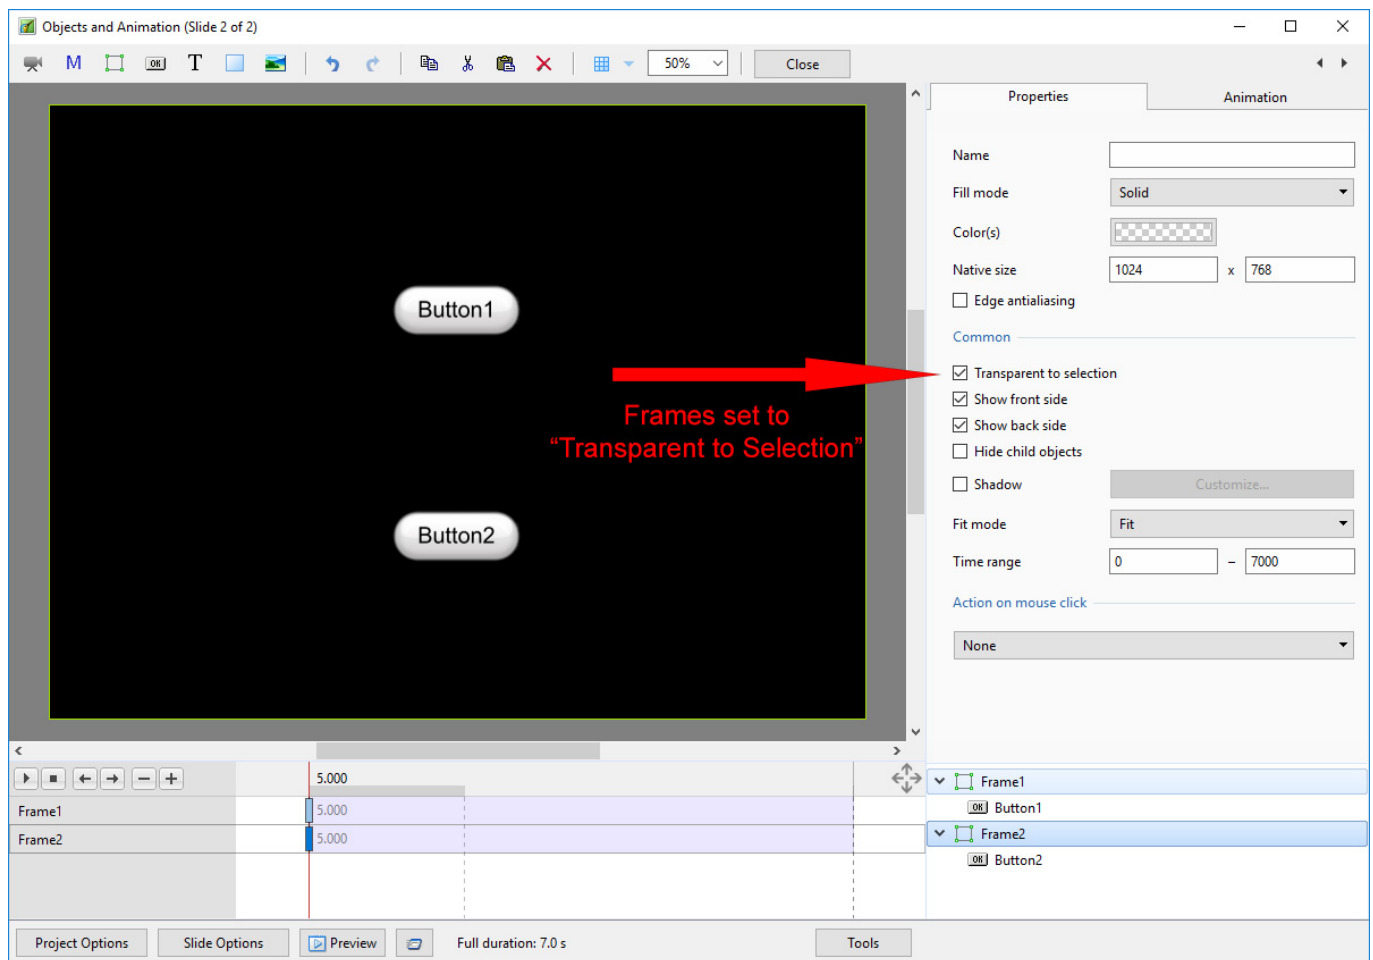 Objects and Animation (Slide 2 of 2)
M
OK
T
50%
Close
Properties
Animation
Name
Fill mode
Solid
Color(s)
Native size
1024
x
768
Edge antialiasing
Common
Transparent to selection
Show front side
Show back side
Hide child objects
Shadow
Customize...
Fit mode
Fit
Time range
0
–
7000
Action on mouse click
None
Button1
Frames set to
“Transparent to Selection”
Button2
5.000
Frame1
5.000
Frame2
5.000
Frame1
OK Button1
Frame2
OK Button2
Project Options
Slide Options
Preview
Full duration: 7.0 s
Tools